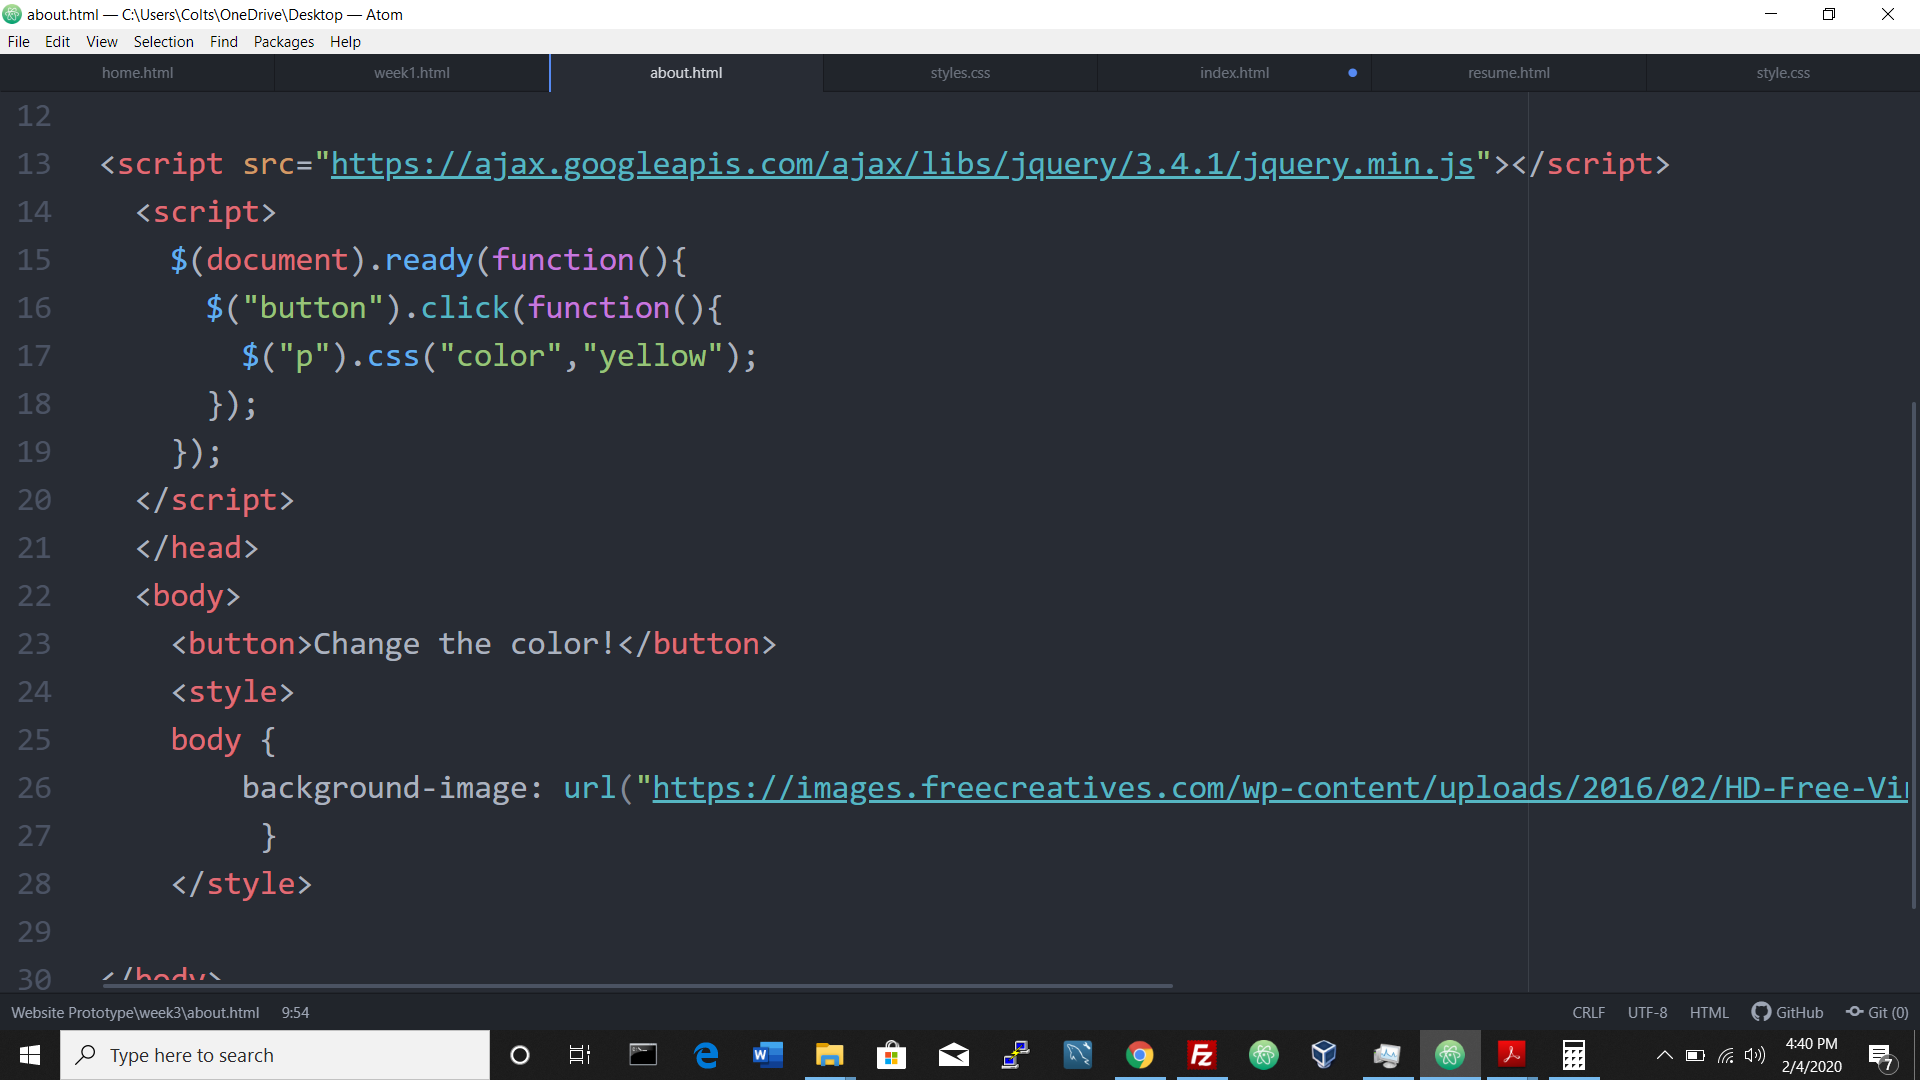 about.html — C:\Users\Colts\OneDrive\Desktop — Atom
File Edit View Selection Find Packages Help
home.html week1.html about.html styles.css index.html resume.html style.css
12
13 <script src="https://ajax.googleapis.com/ajax/libs/jquery/3.4.1/jquery.min.js"></script>
14 <script>
15 $(document).ready(function(){
16 $("button").click(function(){
17 $("p").css("color","yellow");
18 });
19 });
20 </script>
21 </head>
22 <body>
23 <button>Change the color!</button>
24 <style>
25 body {
26 background-image: url("https://images.freecreatives.com/wp-content/uploads/2016/02/HD-Free-Vi
27 }
28 </style>
29
30 </body>
Website Prototype\week3\about.html 9:54 CRLF UTF-8 HTML GitHub Git (0)
Type here to search
4:40 PM
2/4/2020
7